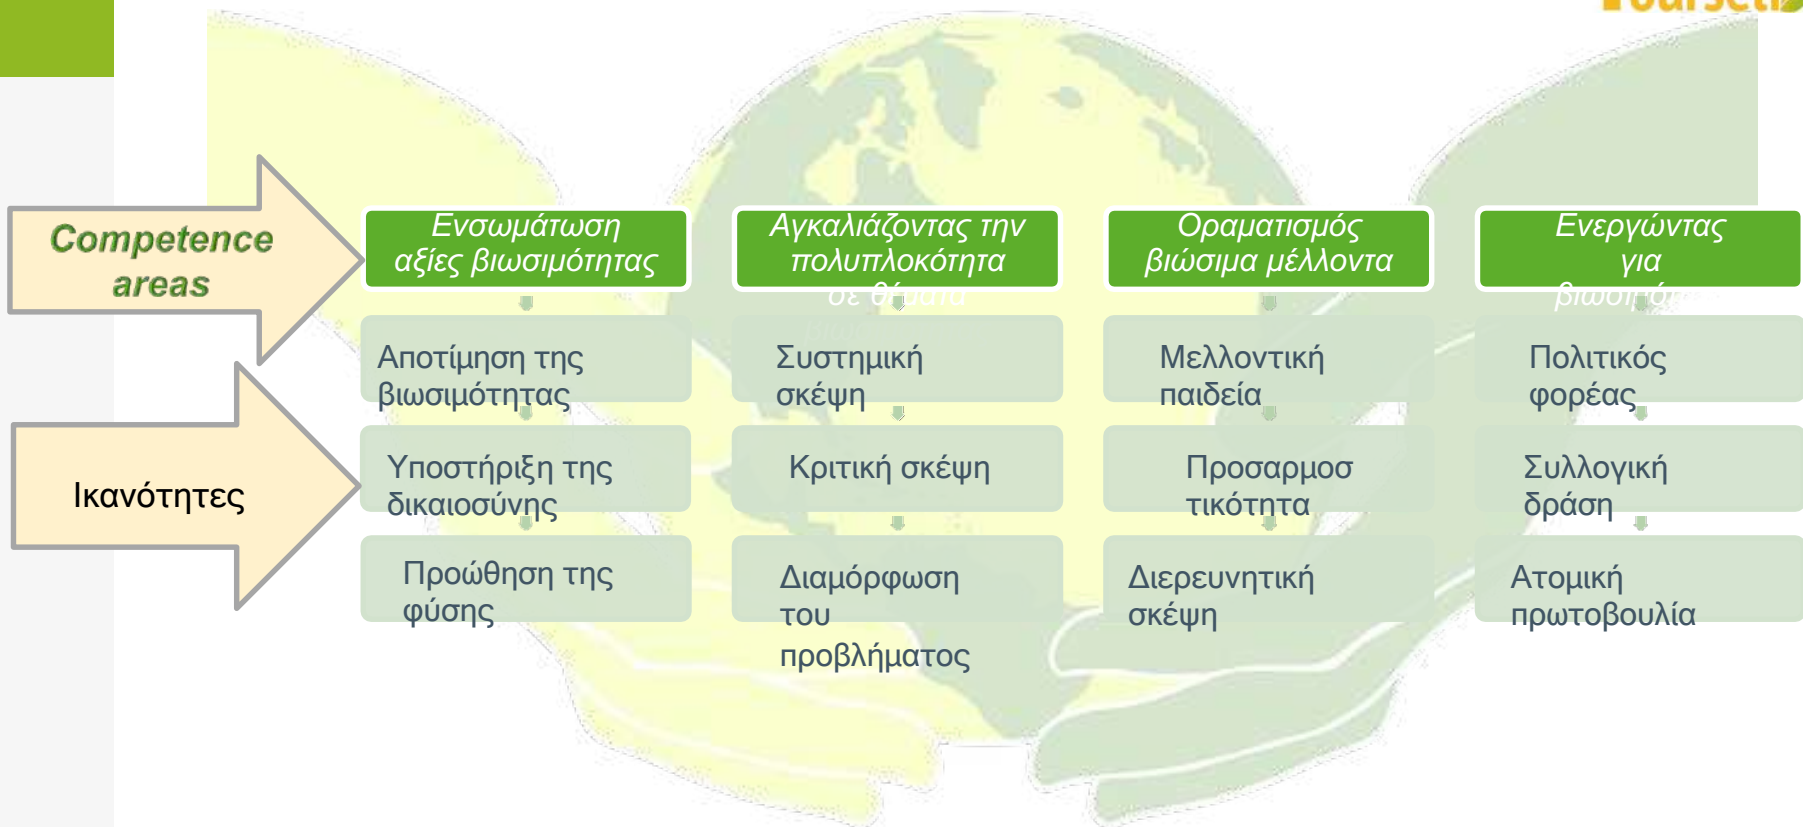 Competence
areas
Ικανότητες
Ενσωμάτωση
αξίες βιωσιμότητας
Αποτίμηση της
βιωσιμότητας
Υποστήριξη της
δικαιοσύνης
Προώθηση της
φύσης
Αγκαλιάζοντας την
πολυπλοκότητα
σε θέματα
Συστημική
σκέψη
Κριτική σκέψη
Διαμόρφωση
του
προβλήματος
Οραματισμός
βιώσιμα μέλλοντα
Μελλοντική
παιδεία
Προσαρμοσ
τικότητα
Διερευνητική
σκέψη
Ενεργώντας
για
Πολιτικός
φορέας
Συλλογική
δράση
Ατομική
πρωτοβουλία